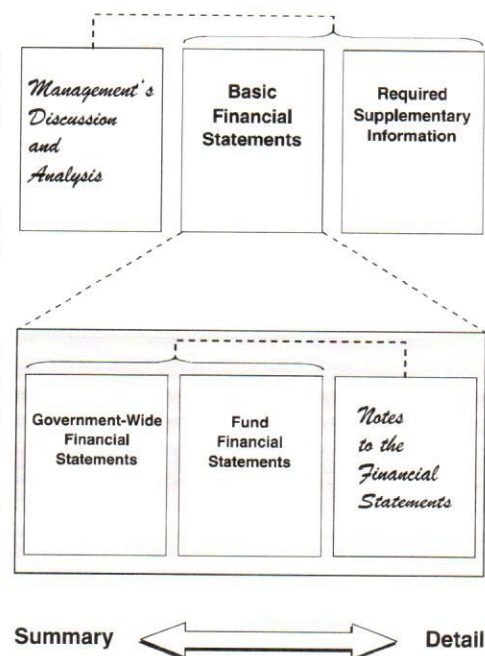 Management's
Discussion
and
Analysis
Basic
Financial
Statements
Required
Supplementary
Information
Government-Wide
Financial
Statements
Fund
Financial
Statements
Notes
to the
Financial
Statements
Summary
Detail